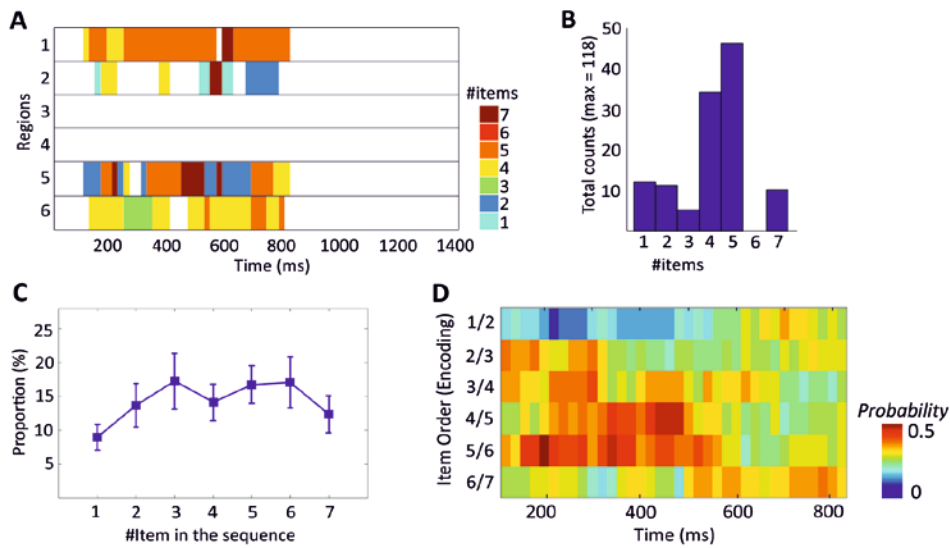 A
Regions
1
2
3
4
5
6
200 400 600 800 1000 1200 1400
Time (ms)
#items
7
6
5
4
3
2
1
B
Total counts (max = 118)
50
40
30
20
10
1 2 3 4 5 6 7
#items
C
Proportion (%)
25
20
15
10
5
1 2 3 4 5 6 7
#Item in the sequence
D
Item Order (Encoding)
1/2
2/3
3/4
4/5
5/6
6/7
200 400 600 800
Time (ms)
Probability
0.5
0